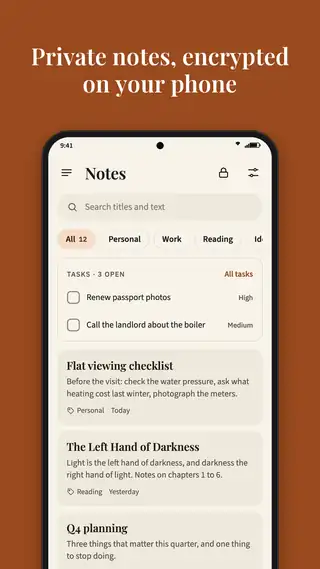 Private notes, encrypted
on your phone
9:41
Notes
Search titles and text
All 12 Personal Work Reading
TASKS · 3 OPEN All tasks
Renew passport photos High
Call the landlord about the boiler Medium
Flat viewing checklist
Before the visit: check the water pressure, ask what
heating cost last winter, photograph the meters.
Personal Today
The Left Hand of Darkness
Light is the left hand of darkness, and darkness the
right hand of light. Notes on chapters 1 to 6.
Reading Yesterday
Q4 planning
Three things that matter this quarter, and one thing
to stop doing.